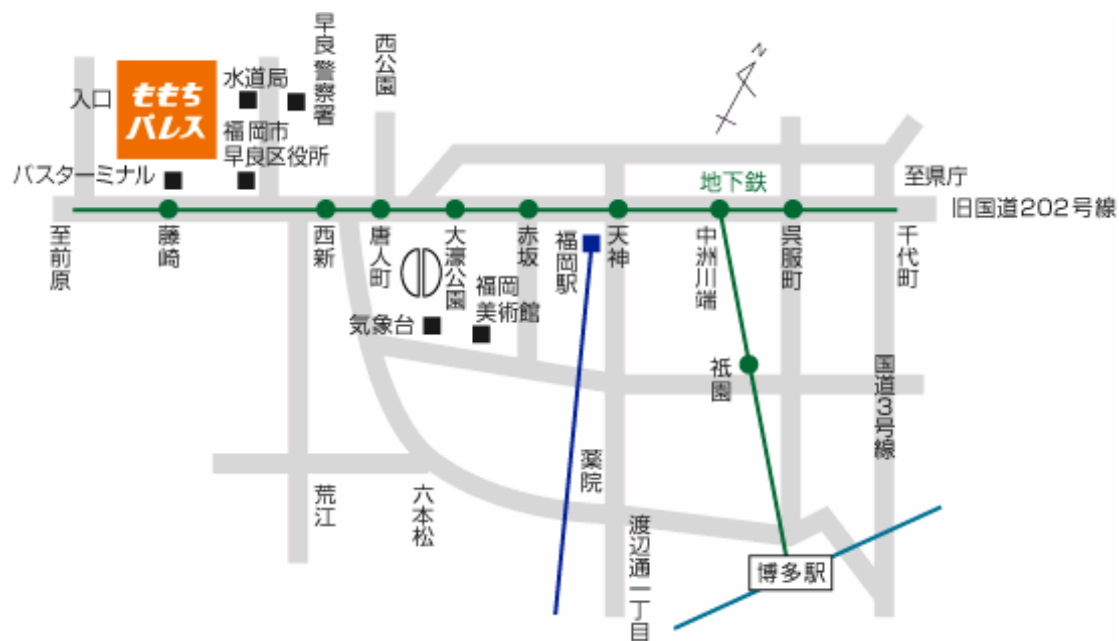 早良警察署
西公園
水道局
入口
ももち
パレス
福岡市
早良区役所
N
バスターミナル
地下鉄
至県庁
旧国道202号線
至前原
藤崎
西新
唐人町
大濠公園
赤坂
福岡駅
天神
中洲川端
呉服町
千代町
福岡
美術館
気象台
祇園
国道3号線
薬院
荒江
六本松
渡辺通一丁目
博多駅